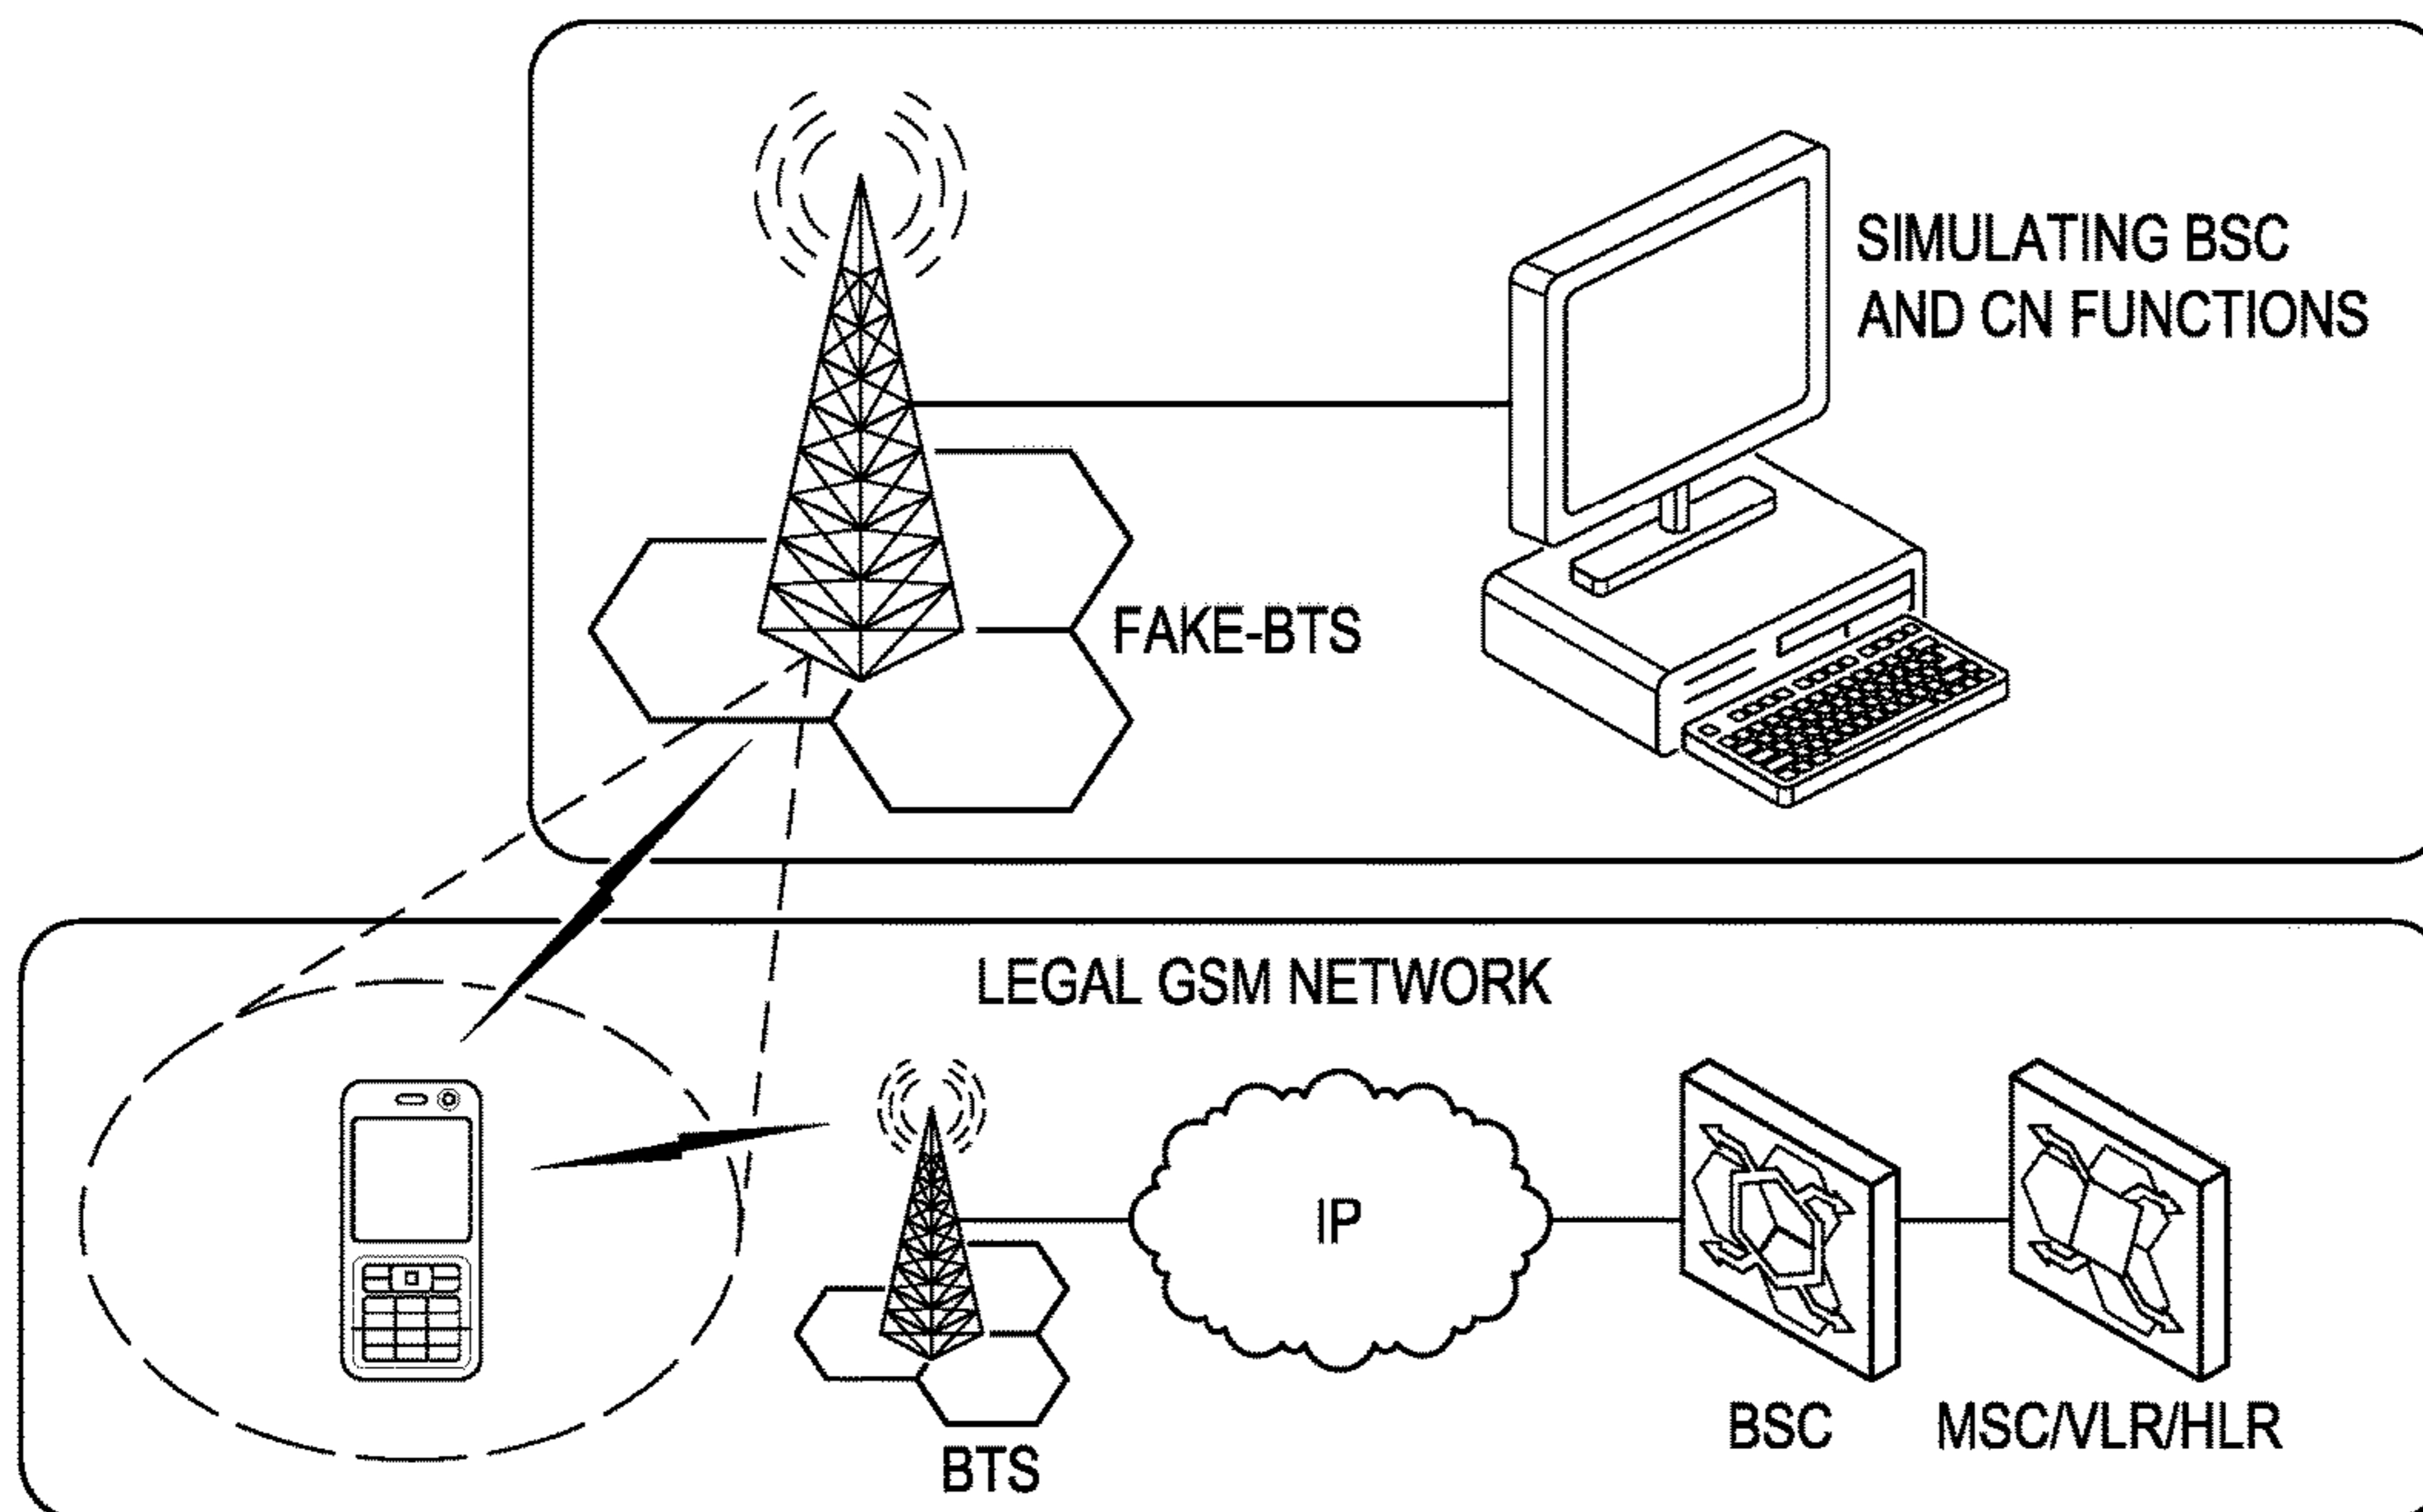 SIMULATING BSC
AND CN FUNCTIONS
FAKE-BTS
LEGAL GSM NETWORK
IP
BSC
MSC/VLR/HLR
BTS